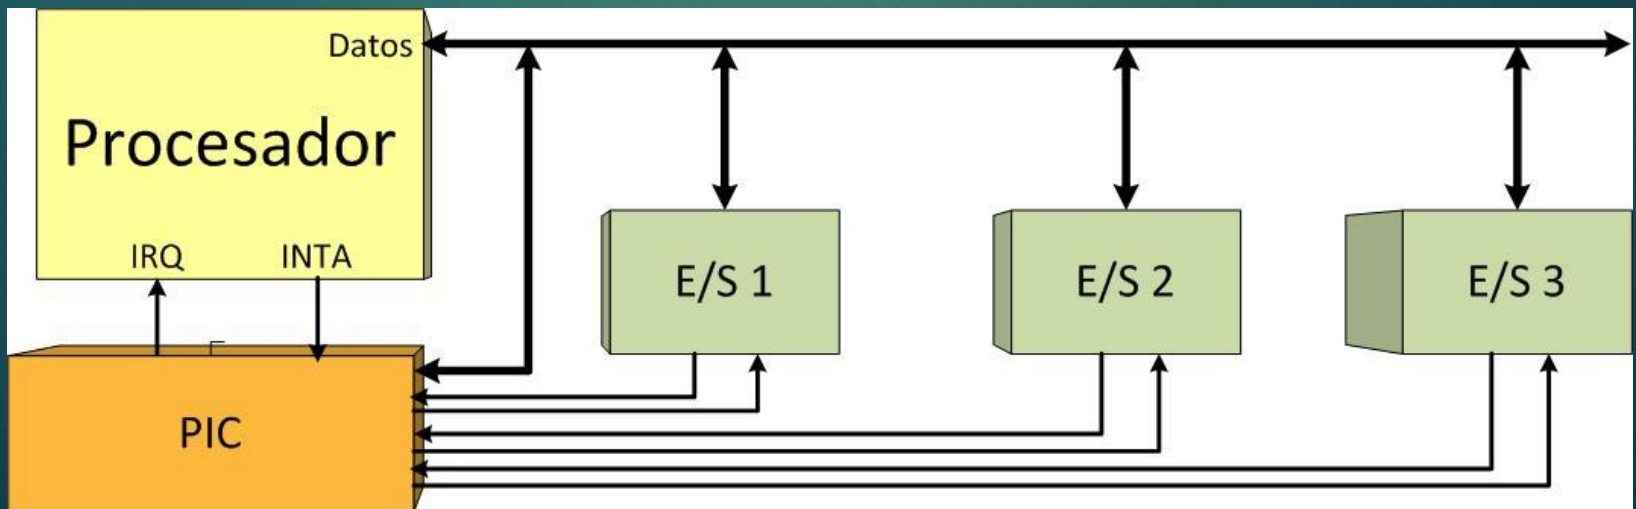 Datos
Procesador
IRQ INTA
E/S 1 E/S 2 E/S 3
PIC